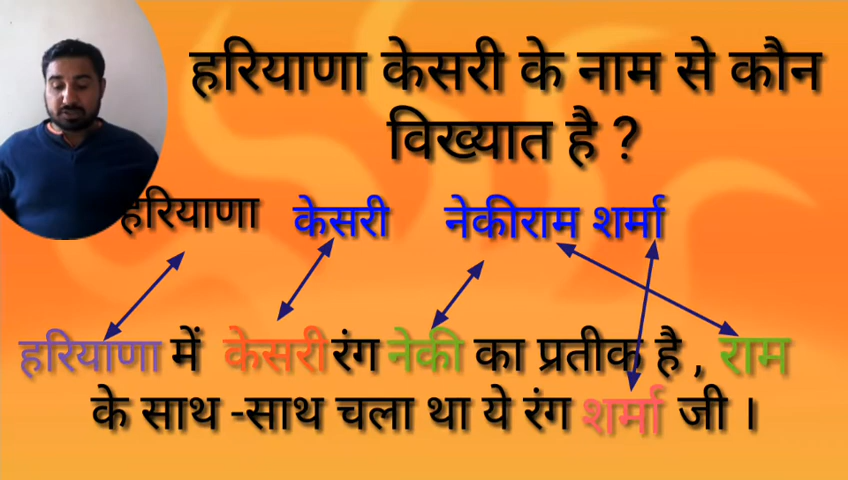 हरियाणा केसरी के नाम से कौन
विख्यात है ?
हरियाणा केसरी नेकीराम शर्मा
हरियाणा में केसरी रंग नेकी का प्रतीक है , राम
के साथ -साथ चला था ये रंग शर्मा जी ।